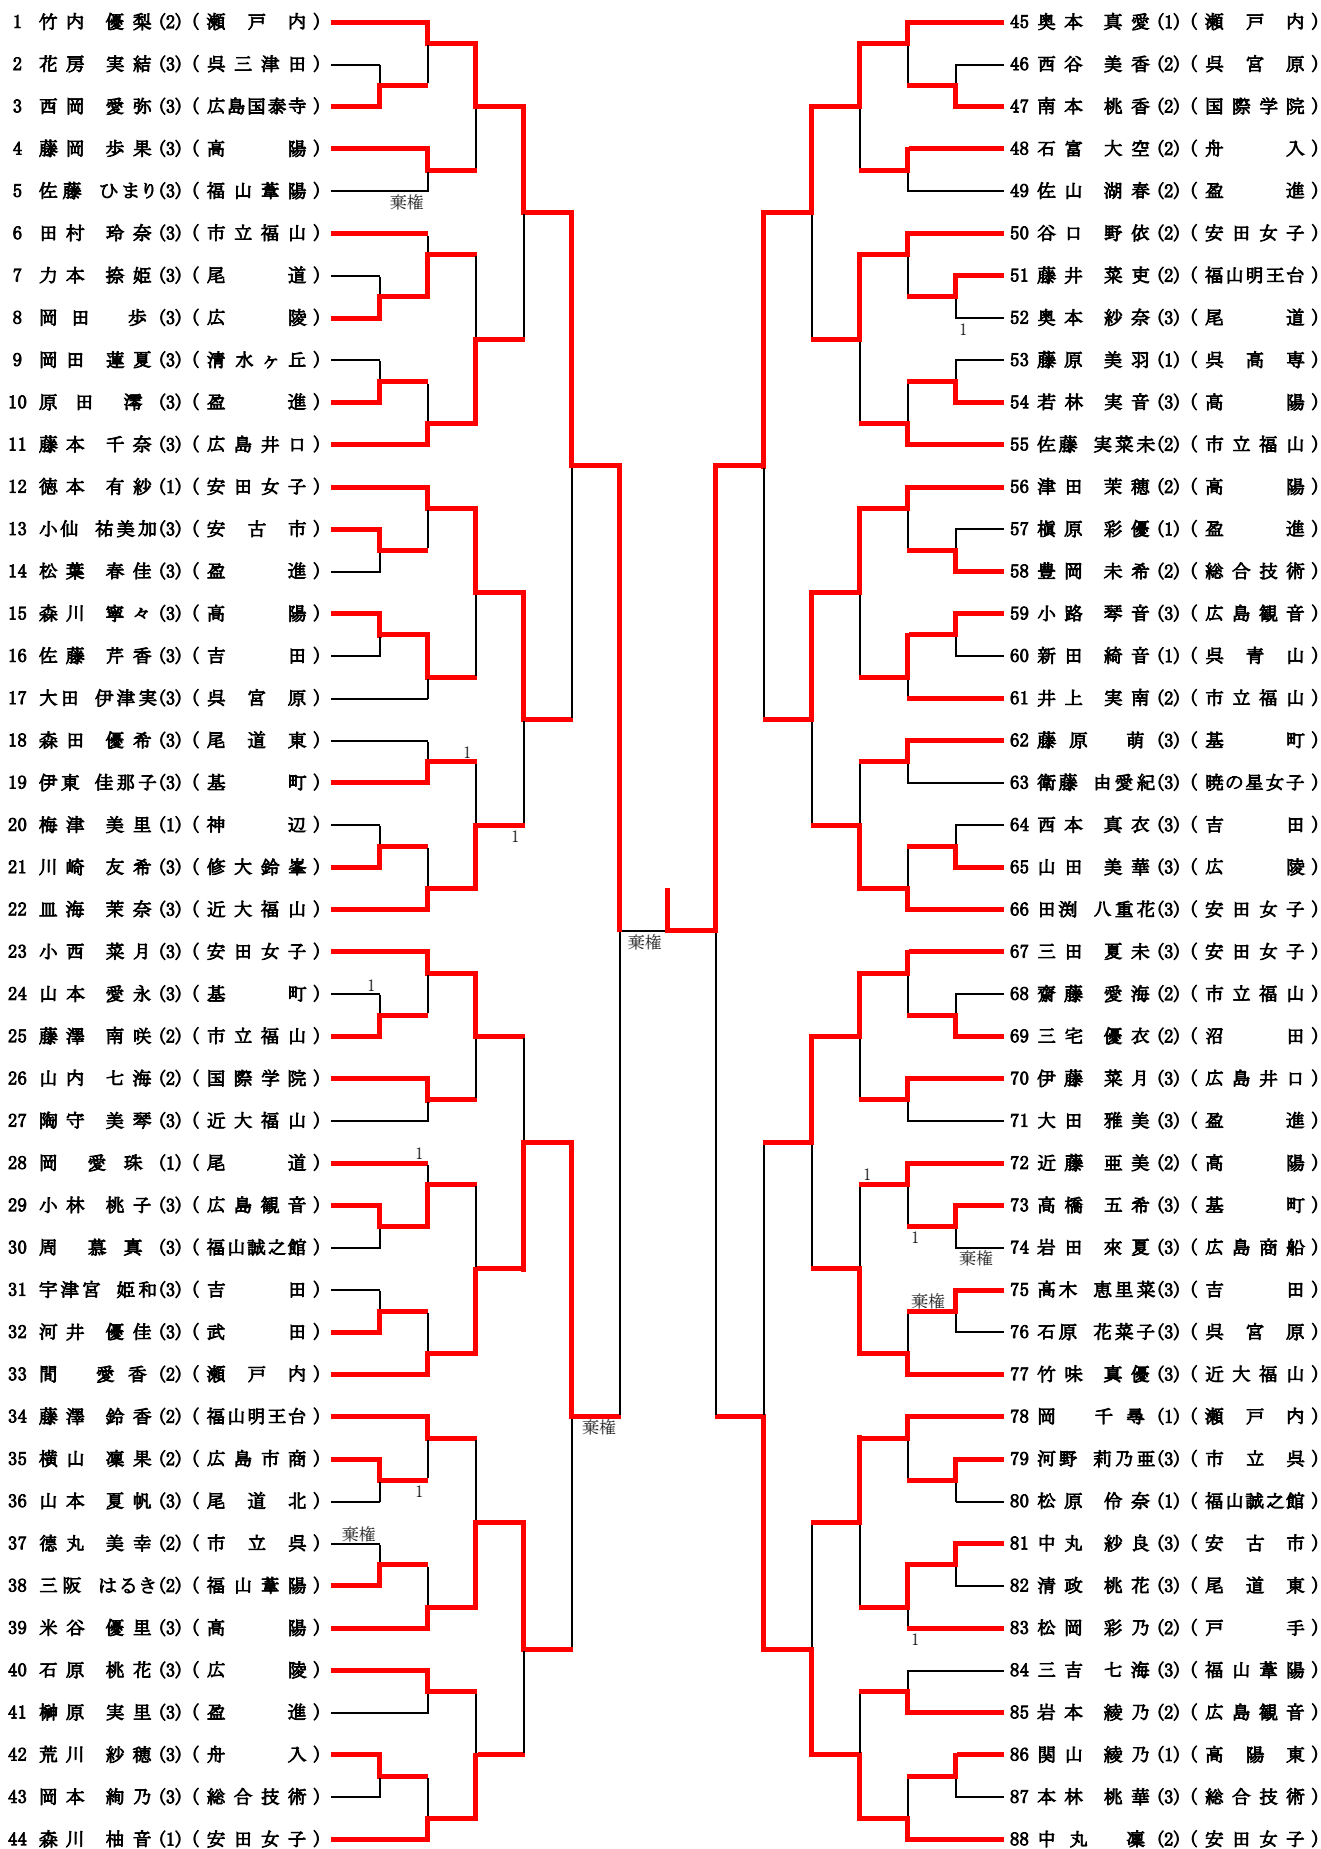 1 竹内 優梨(2)(瀬戸内)
2 花房 実結(3)(呉三津田)
3 西岡 愛弥(3)(広島国泰寺)
4 藤岡 歩果(3)(高陽)
5 佐藤 ひまり(3)(福山葦陽)
棄権
6 田村 玲奈(3)(市立福山)
7 力本 捺姫(3)(尾道)
8 岡田 歩(3)(広陵)
9 岡田 蓮夏(3)(清水ヶ丘)
10 原田 澪(3)(盈進)
11 藤本 千奈(3)(広島井口)
12 徳本 有紗(1)(安田女子)
13 小仙 祐美加(3)(安古市)
14 松葉 春佳(3)(盈進)
15 森川 寧々(3)(高陽)
16 佐藤 芹香(3)(吉田)
17 大田 伊津実(3)(呉宮原)
18 森田 優希(3)(尾道東)
1
19 伊東 佳那子(3)(基町)
20 梅津 美里(1)(神辺)
1
21 川崎 友希(3)(修大鈴峯)
22 皿海 茉奈(3)(近大福山)
23 小西 菜月(3)(安田女子)
24 山本 愛永(3)(基町)
1
25 藤澤 南咲(2)(市立福山)
26 山内 七海(2)(国際学院)
27 陶守 美琴(3)(近大福山)
28 岡 愛珠(1)(尾道)
1
29 小林 桃子(3)(広島観音)
30 周 慕真(3)(福山誠之館)
31 宇津宮 姫和(3)(吉田)
32 河井 優佳(3)(武田)
33 間 愛香(2)(瀬戸内)
34 藤澤 鈴香(2)(福山明王台)
棄権
35 横山 凜果(2)(広島市商)
36 山本 夏帆(3)(尾道北)
1
37 德丸 美幸(2)(市立呉)
棄権
38 三阪 はるき(2)(福山葦陽)
39 米谷 優里(3)(高陽)
40 石原 桃花(3)(広陵)
41 榊原 実里(3)(盈進)
42 荒川 紗穂(3)(舟入)
43 岡本 絢乃(3)(総合技術)
44 森川 柚音(1)(安田女子)
棄権
45 奥本 真愛(1)(瀬戸内)
46 西谷 美香(2)(呉宮原)
47 南本 桃香(2)(国際学院)
48 石富 大空(2)(舟入)
49 佐山 湖春(2)(盈進)
50 谷口 野依(2)(安田女子)
51 藤井 菜吏(2)(福山明王台)
52 奥本 紗奈(3)(尾道)
1
53 藤原 美羽(1)(呉高専)
54 若林 実音(3)(高陽)
55 佐藤 実菜未(2)(市立福山)
56 津田 茉穂(2)(高陽)
57 槇原 彩優(1)(盈進)
58 豊岡 未希(2)(総合技術)
59 小路 琴音(3)(広島観音)
60 新田 綺音(1)(呉青山)
61 井上 実南(2)(市立福山)
62 藤原 萌(3)(基町)
63 衛藤 由愛紀(3)(暁の星女子)
64 西本 真衣(3)(吉田)
65 山田 美華(3)(広陵)
66 田渕 八重花(3)(安田女子)
67 三田 夏未(3)(安田女子)
68 齋藤 愛海(2)(市立福山)
69 三宅 優衣(2)(沼田)
70 伊藤 菜月(3)(広島井口)
71 大田 雅美(3)(盈進)
72 近藤 亜美(2)(高陽)
1
73 高橋 五希(3)(基町)
1
74 岩田 來夏(3)(広島商船)
棄権
75 高木 恵里菜(3)(吉田)
棄権
76 石原 花菜子(3)(呉宮原)
77 竹味 真優(3)(近大福山)
78 岡 千尋(1)(瀬戸内)
79 河野 莉乃亜(3)(市立呉)
80 松原 伶奈(1)(福山誠之館)
81 中丸 紗良(3)(安古市)
82 清政 桃花(3)(尾道東)
83 松岡 彩乃(2)(戸手)
1
84 三吉 七海(3)(福山葦陽)
85 岩本 綾乃(2)(広島観音)
86 関山 綾乃(1)(高陽東)
87 本林 桃華(3)(総合技術)
88 中丸 凜(2)(安田女子)